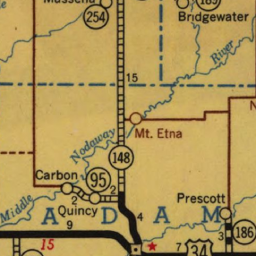 Massena
254
Bridgewater
15
River
Mt. Etna
Nodaway
148
Carbon
95
2
2
Prescott
Middle
A D A M
Quincy
4
186
9
3
15
7
34